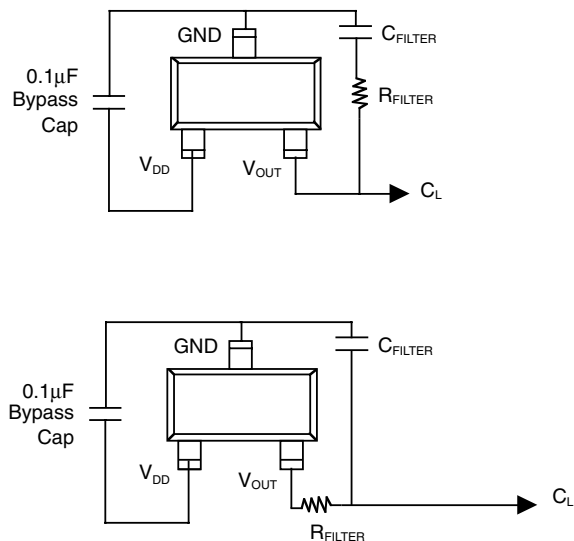 GND
C_FILTER
0.1µF
Bypass
Cap
R_FILTER
V_DD
V_OUT
C_L
GND
C_FILTER
0.1µF
Bypass
Cap
V_DD
V_OUT
C_L
R_FILTER